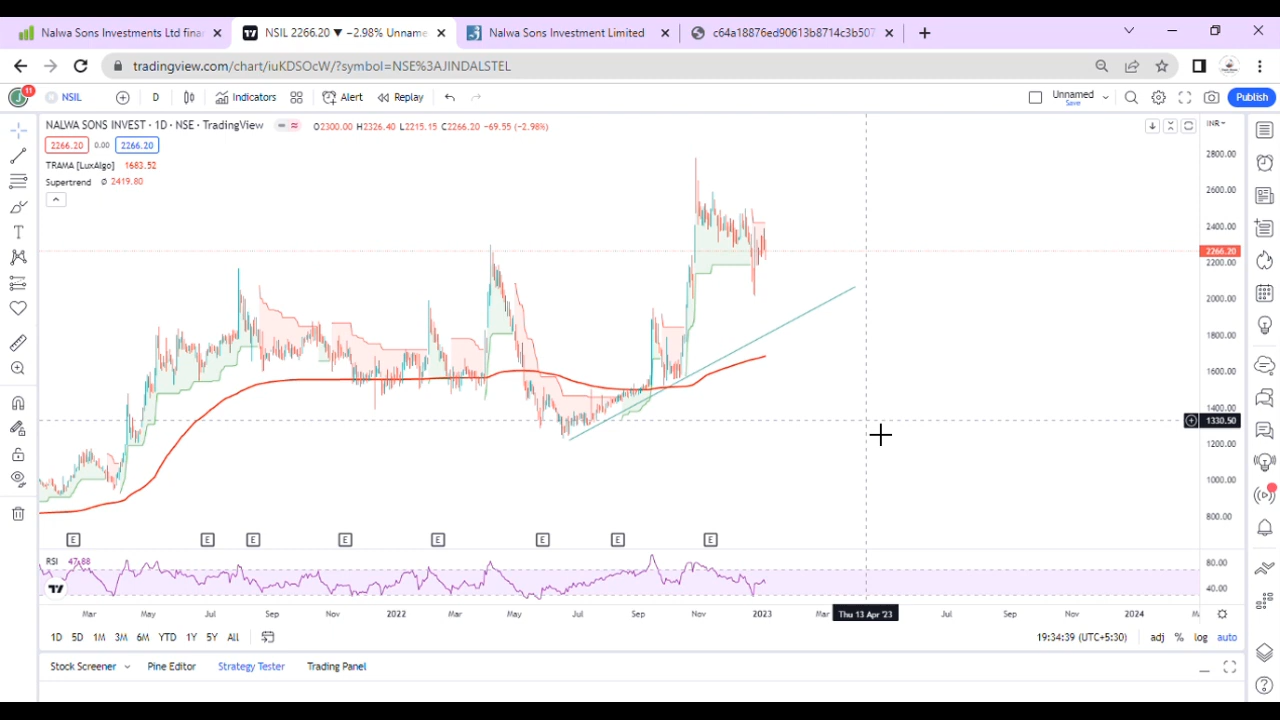 Nalwa Sons Investments Ltd finar
NSIL 2266.20 ▼ −2.98% Unname
Nalwa Sons Investment Limited
c64a18876ed90613b8714c3b507
tradingview.com/chart/iuKDSOcW/?symbol=NSE%3AJINDALSTEL
11
NSIL
D
Indicators
Alert
Replay
Unnamed
Save
Publish
NALWA SONS INVEST · 1D · NSE · TradingView
O2300.00 H2326.40 L2215.15 C2266.20 −69.55 (−2.98%)
INR
2266.20 0.00 2266.20
TRAMA [LuxAlgo] 1683.52
Supertrend Ø 2419.80
2800.00
2600.00
2400.00
2266.20
2200.00
2000.00
1800.00
1600.00
1400.00
1330.50
1200.00
1000.00
800.00
E E E E E E E E
RSI 47.88
80.00
40.00
Mar May Jul Sep Nov 2022 Mar May Jul Sep Nov 2023 Mar Thu 13 Apr '23 Jul Sep Nov 2024
1D 5D 1M 3M 6M YTD 1Y 5Y All
19:34:39 (UTC+5:30) adj % log auto
Stock Screener Pine Editor Strategy Tester Trading Panel